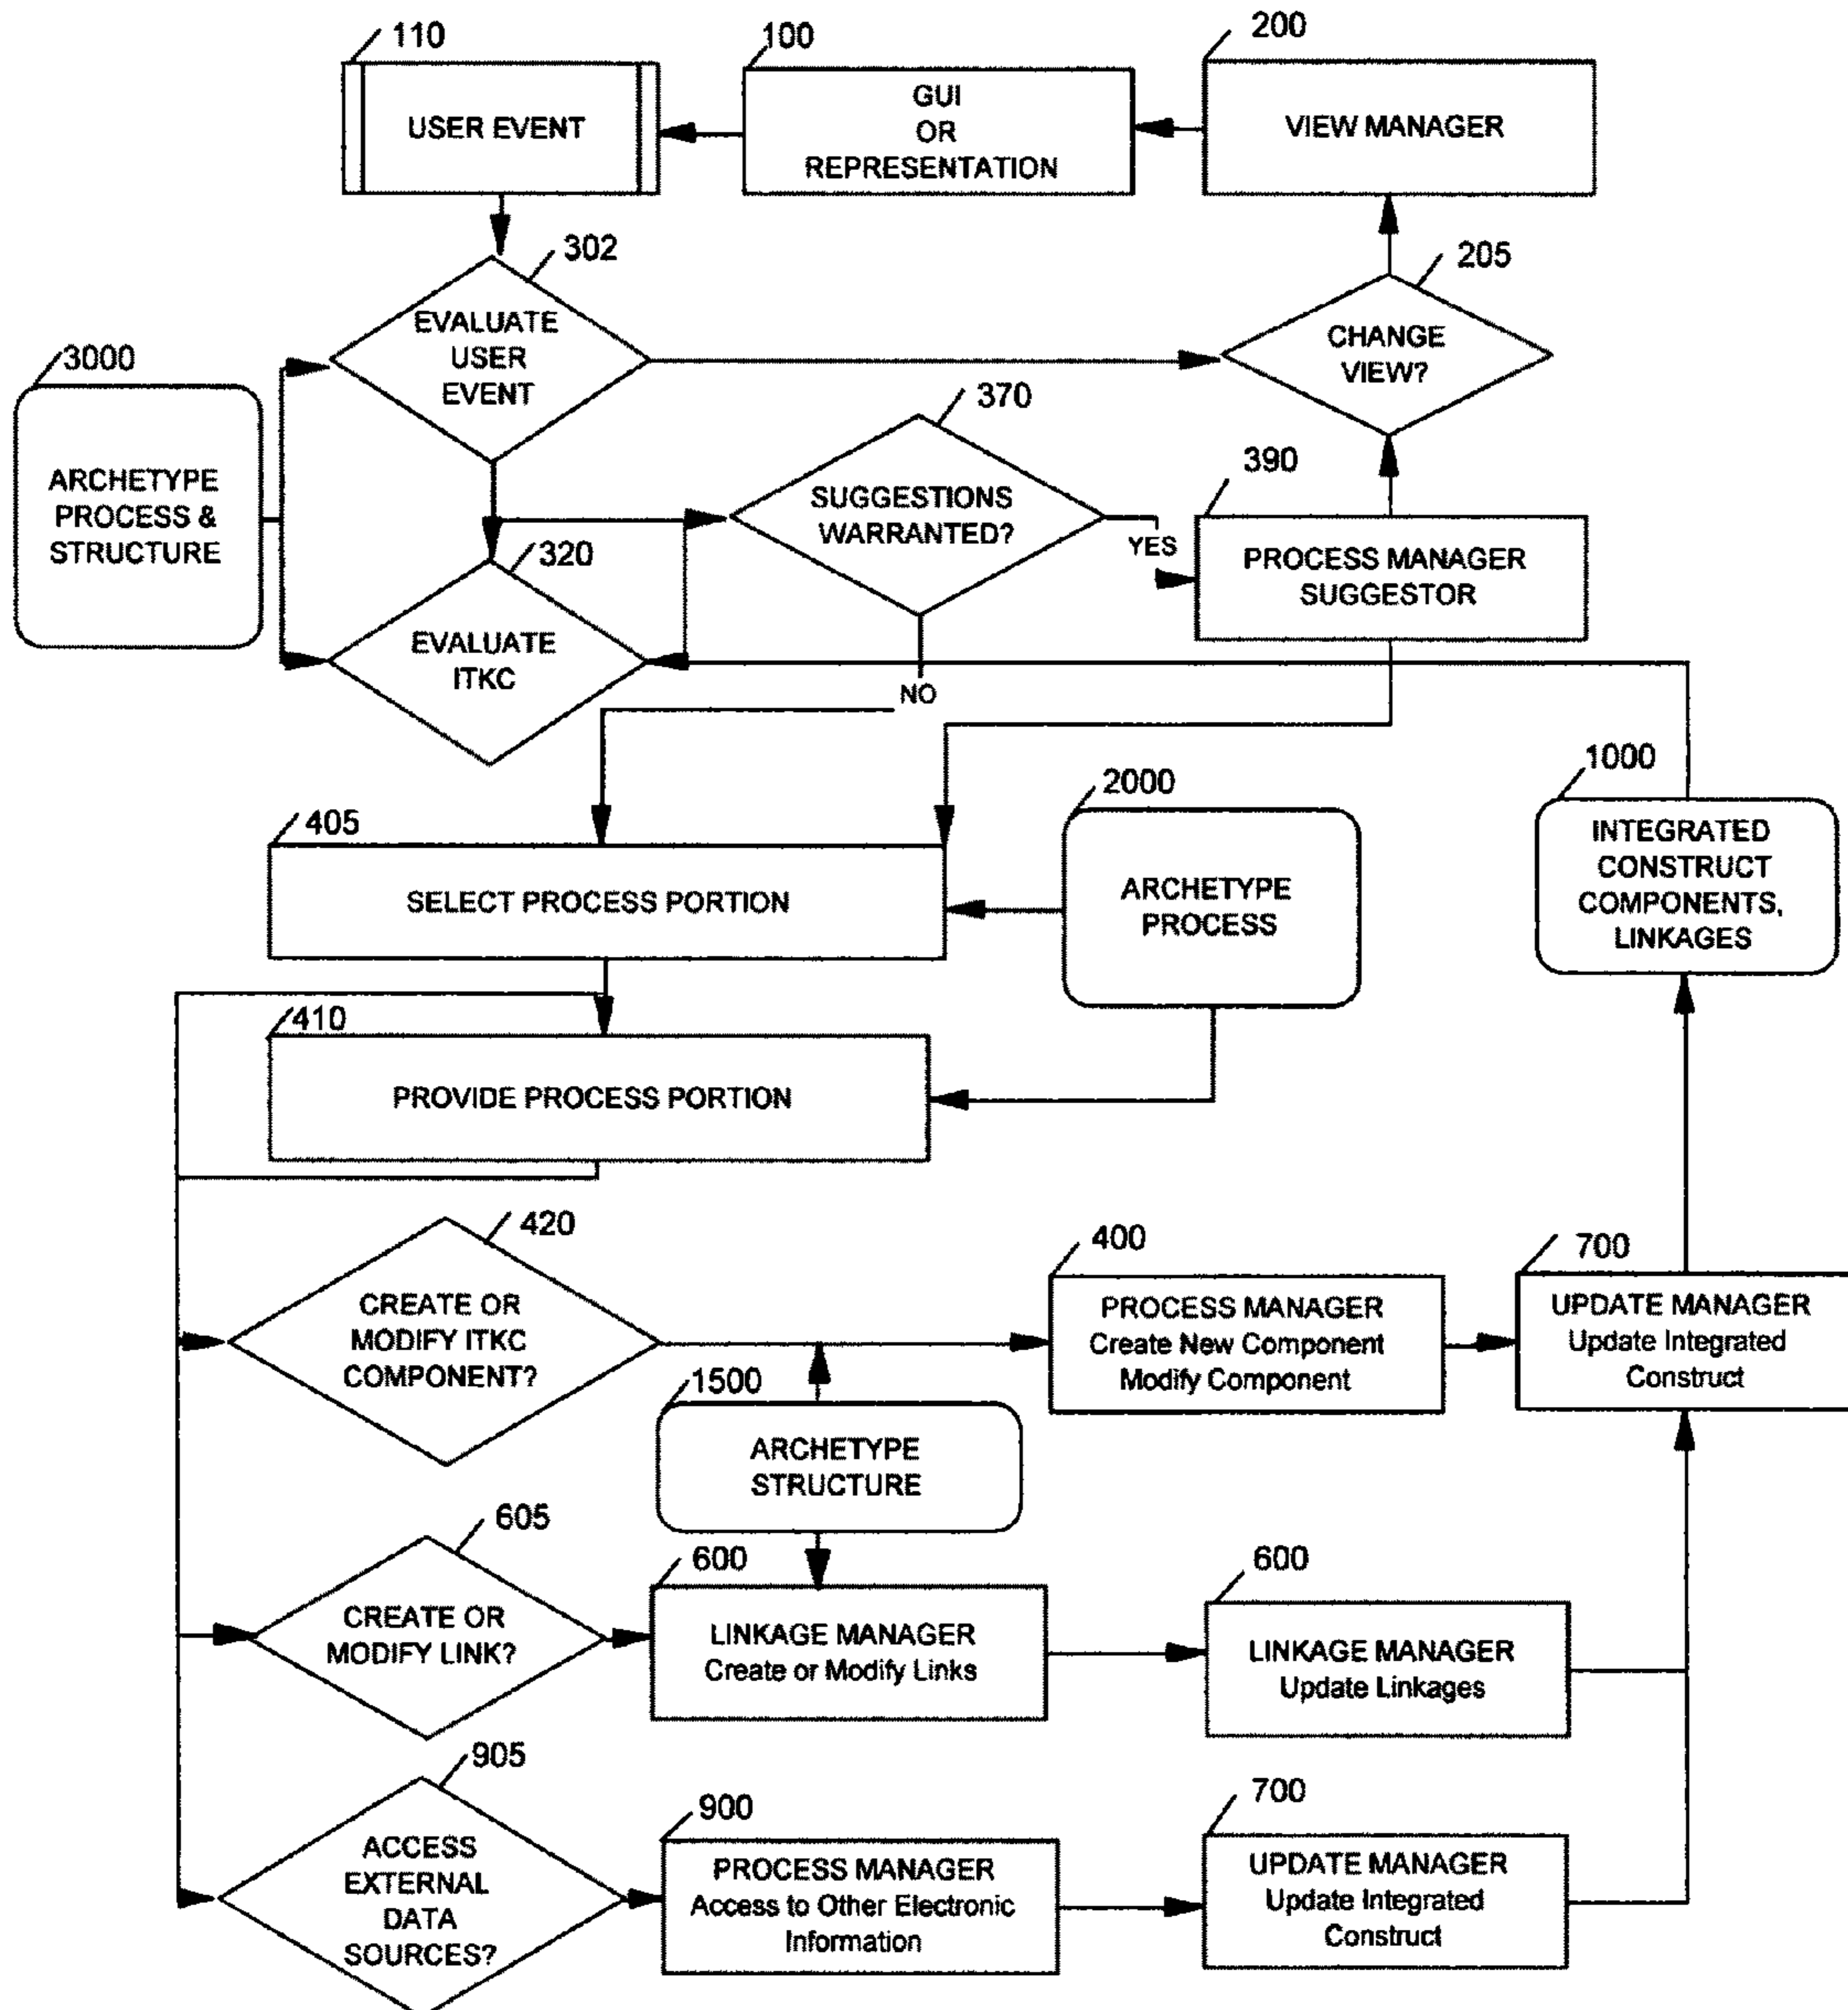 110
100
200
USER EVENT
GUI
OR
REPRESENTATION
VIEW MANAGER
302
205
EVALUATE
USER
EVENT
CHANGE
VIEW?
3000
370
390
ARCHETYPE
PROCESS &
STRUCTURE
SUGGESTIONS
WARRANTED?
YES
PROCESS MANAGER
SUGGESTOR
320
EVALUATE
ITKC
NO
1000
2000
405
INTEGRATED
CONSTRUCT
COMPONENTS,
LINKAGES
SELECT PROCESS PORTION
ARCHETYPE
PROCESS
410
PROVIDE PROCESS PORTION
420
400
700
CREATE OR
MODIFY ITKC
COMPONENT?
PROCESS MANAGER
Create New Component
Modify Component
UPDATE MANAGER
Update Integrated
Construct
1500
ARCHETYPE
STRUCTURE
605
600
600
CREATE OR
MODIFY LINK?
LINKAGE MANAGER
Create or Modify Links
LINKAGE MANAGER
Update Linkages
905
900
700
ACCESS
EXTERNAL
DATA
SOURCES?
PROCESS MANAGER
Access to Other Electronic
Information
UPDATE MANAGER
Update Integrated
Construct